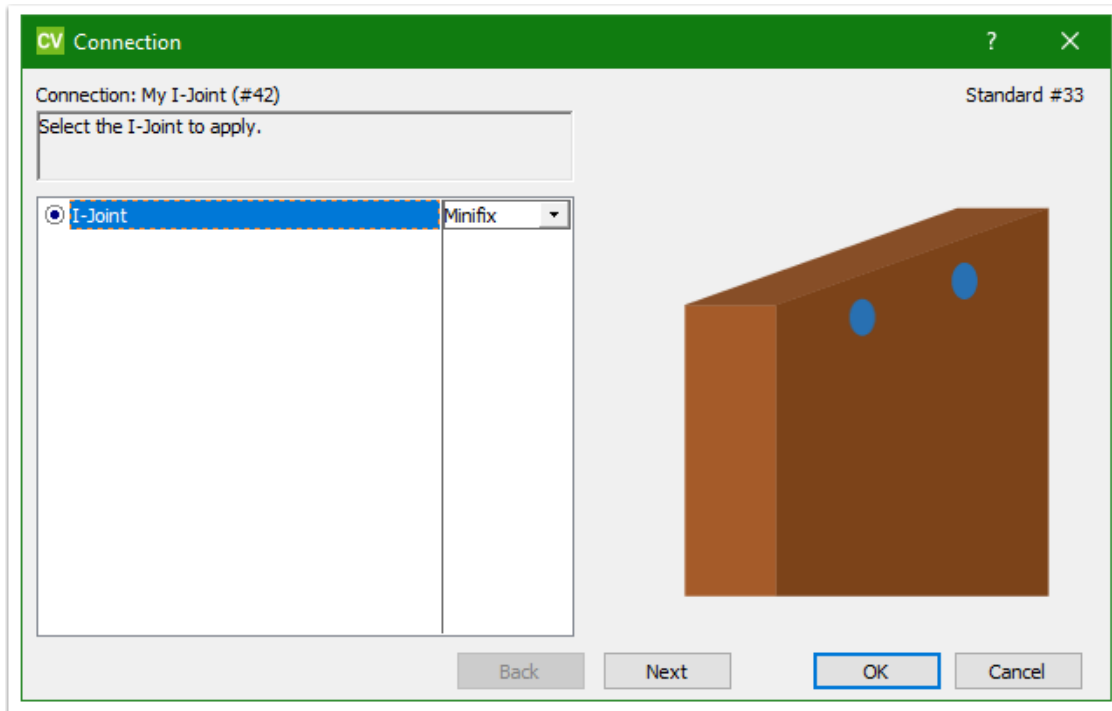 CV Connection
Connection: My I-Joint (#42)
Standard #33
Select the I-Joint to apply.
I-Joint
Minifix
Back
Next
OK
Cancel